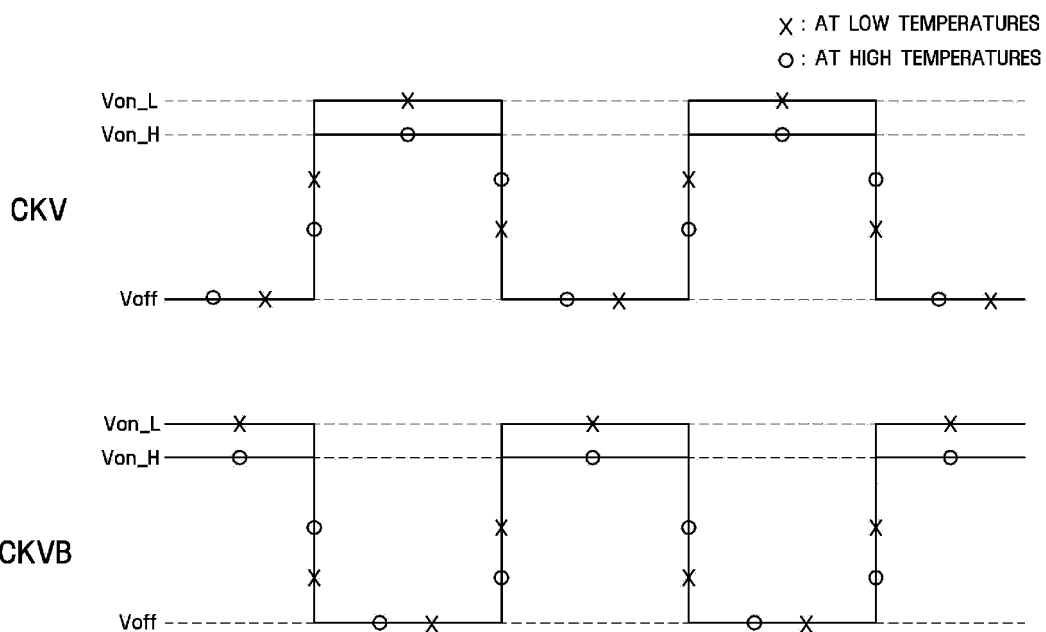 X : AT LOW TEMPERATURES
O : AT HIGH TEMPERATURES
Von_L
Von_H
CKV
Voff
Von_L
Von_H
CKVB
Voff